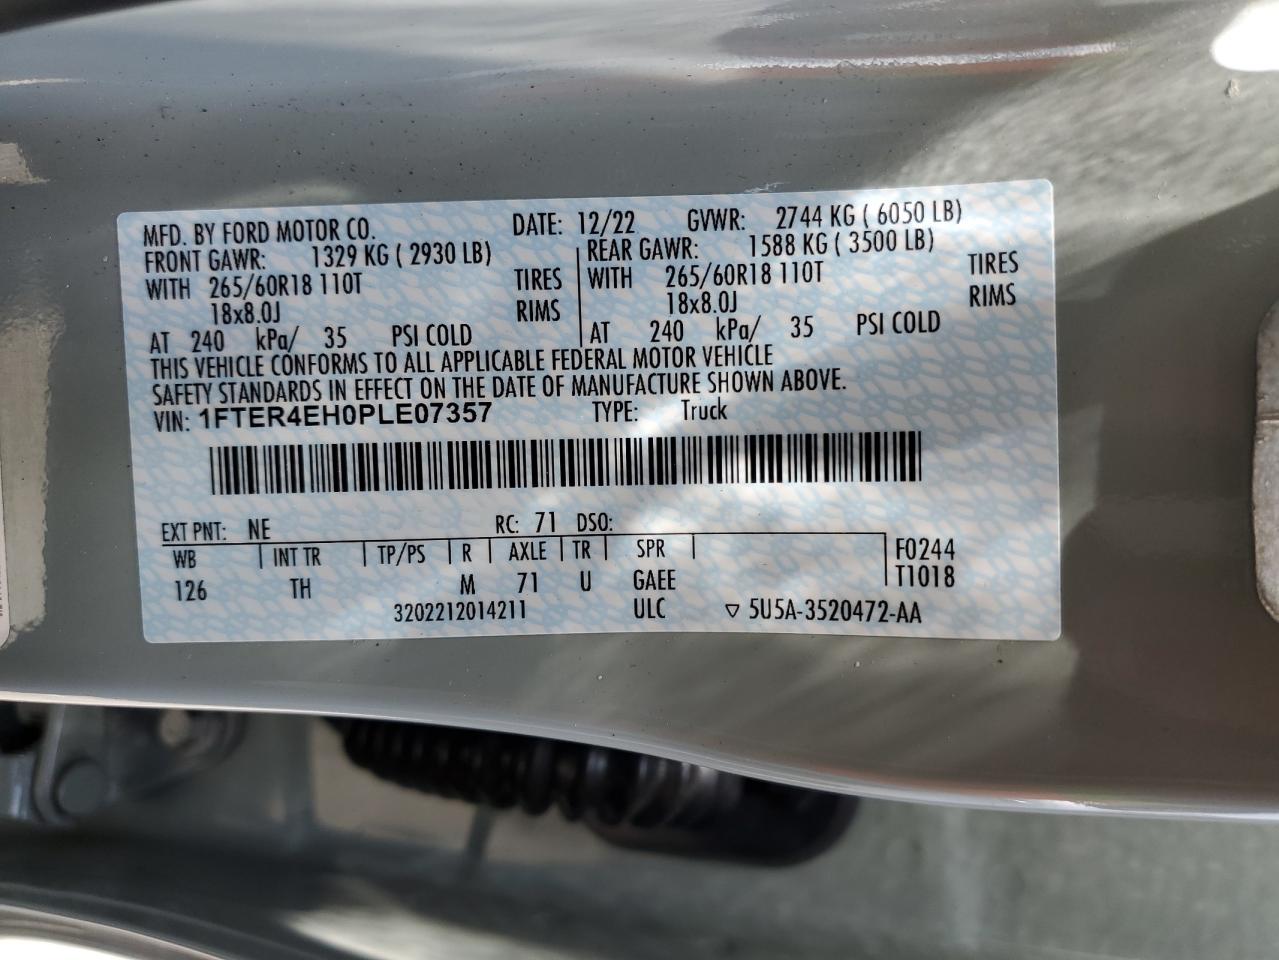 MFD. BY FORD MOTOR CO. DATE: 12/22 GVWR: 2744 KG ( 6050 LB)
FRONT GAWR: 1329 KG ( 2930 LB) REAR GAWR: 1588 KG ( 3500 LB)
WITH 265/60R18 110T TIRES WITH 265/60R18 110T TIRES
18x8.0J RIMS 18x8.0J RIMS
AT 240 kPa/ 35 PSI COLD AT 240 kPa/ 35 PSI COLD
THIS VEHICLE CONFORMS TO ALL APPLICABLE FEDERAL MOTOR VEHICLE
SAFETY STANDARDS IN EFFECT ON THE DATE OF MANUFACTURE SHOWN ABOVE.
VIN: 1FTER4EH0PLE07357 TYPE: Truck
EXT PNT: NE RC: 71 DSO:
WB INT TR TP/PS R AXLE TR SPR F0244
126 TH M 71 U GAEE T1018
3202212014211 ULC ▽ 5U5A-3520472-AA